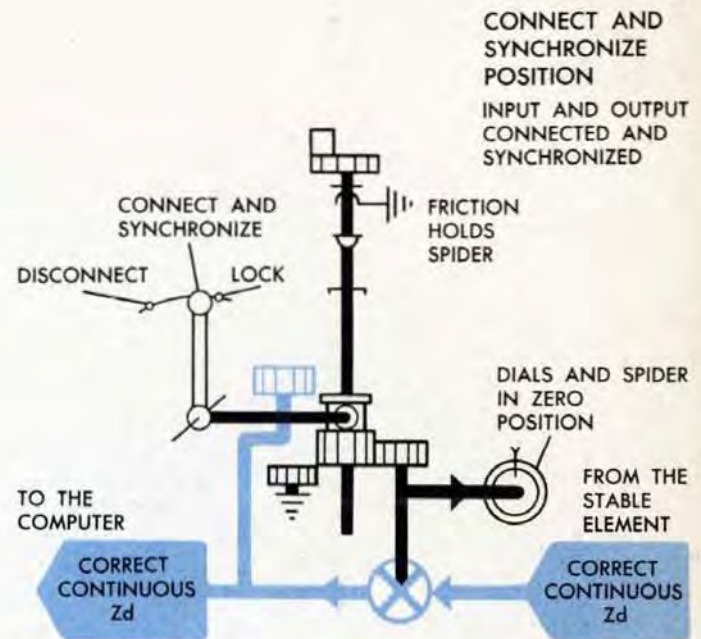 CONNECT AND
SYNCHRONIZE
POSITION
INPUT AND OUTPUT
CONNECTED AND
SYNCHRONIZED
CONNECT AND
SYNCHRONIZE
FRICTION
HOLDS
SPIDER
DISCONNECT
LOCK
DIALS AND SPIDER
IN ZERO
POSITION
TO THE
COMPUTER
FROM THE
STABLE
ELEMENT
CORRECT
CONTINUOUS
Zd
CORRECT
CONTINUOUS
Zd